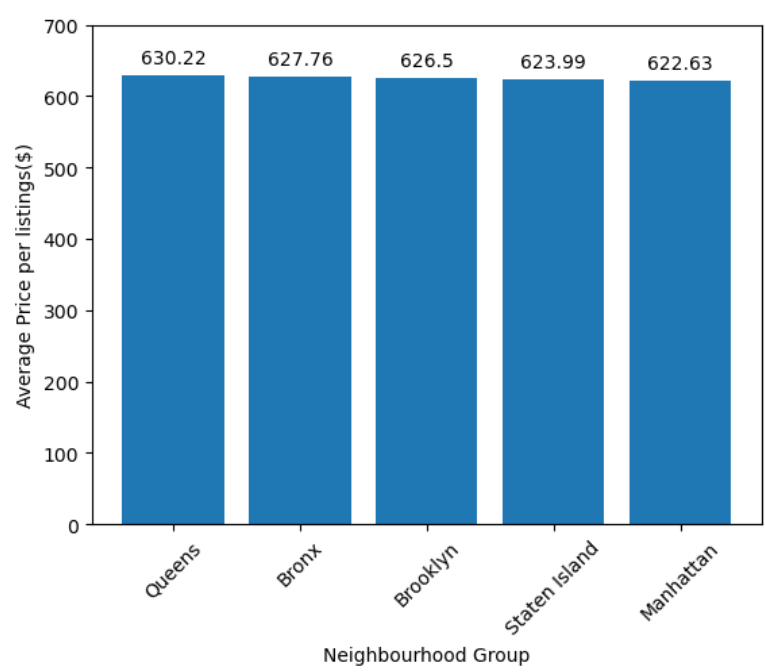 Average Price per listings($)
700
600
500
400
300
200
100
0
630.22
627.76
626.5
623.99
622.63
Queens
Bronx
Brooklyn
Staten Island
Manhattan
Neighbourhood Group